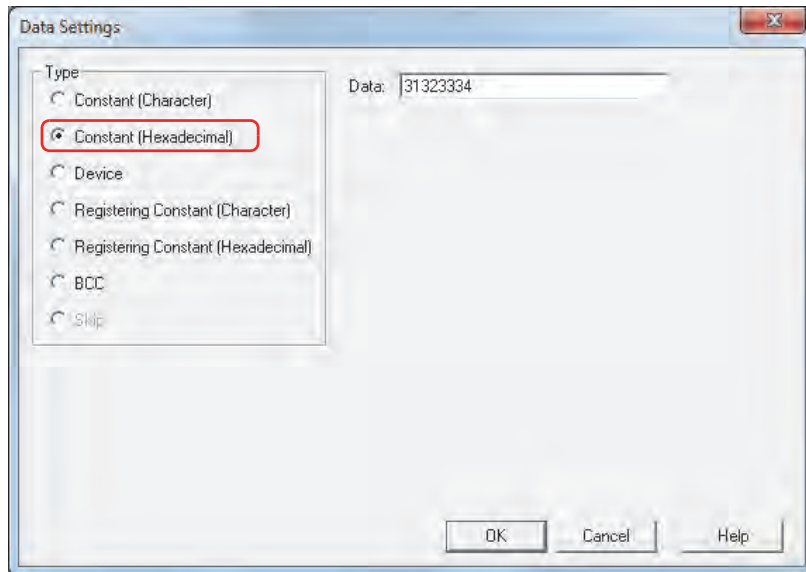 Data Settings
Type
Constant (Character)
Constant (Hexadecimal)
Device
Registering Constant (Character)
Registering Constant (Hexadecimal)
BCC
Skip
Data: 31323334
OK Cancel Help